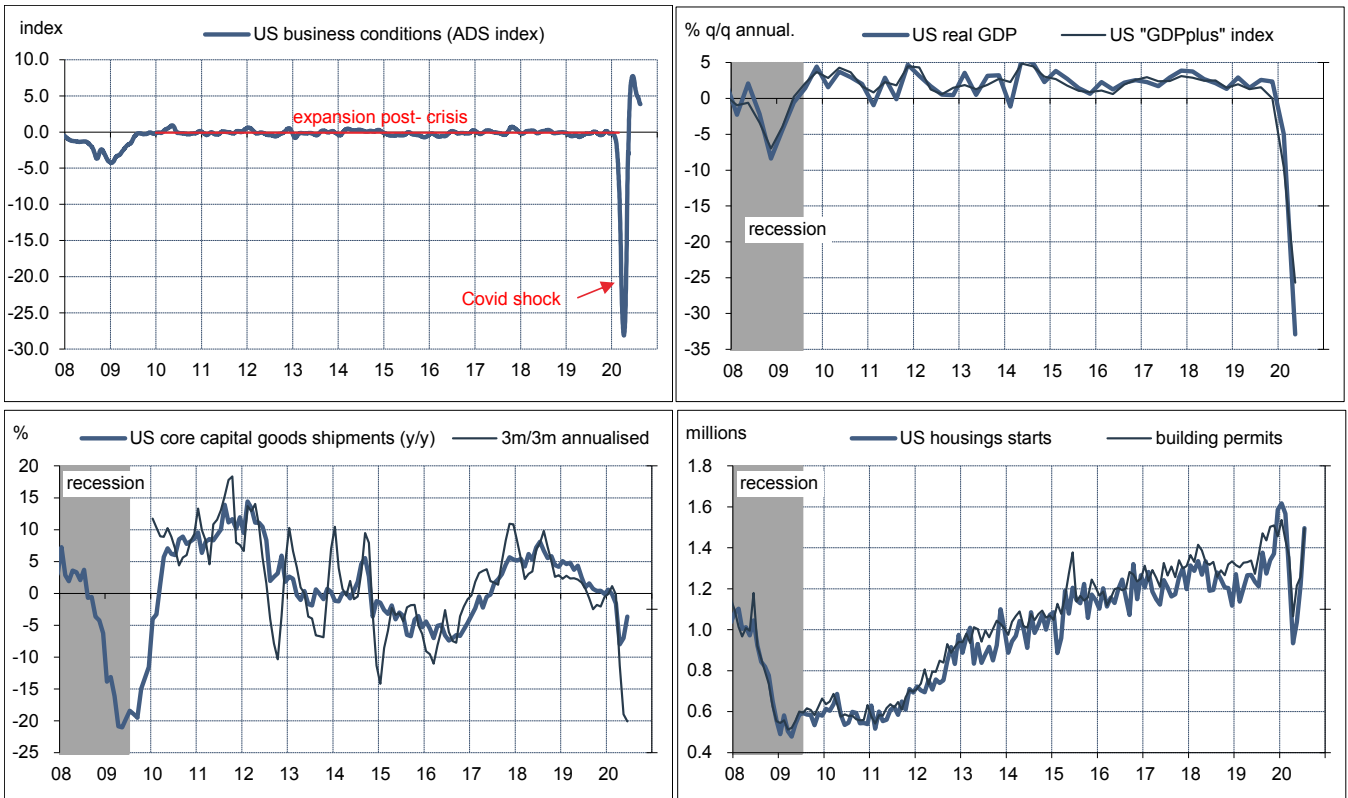 index
US business conditions (ADS index)
10.0
5.0
0.0
-5.0
-10.0
-15.0
-20.0
-25.0
-30.0
expansion post- crisis
Covid shock
08 09 10 11 12 13 14 15 16 17 18 19 20
% q/q annual.
US real GDP US "GDPplus" index
5
0
-5
-10
-15
-20
-25
-30
-35
recession
08 09 10 11 12 13 14 15 16 17 18 19 20
%
US core capital goods shipments (y/y) 3m/3m annualised
20
15
10
5
0
-5
-10
-15
-20
-25
recession
08 09 10 11 12 13 14 15 16 17 18 19 20
millions
US housings starts building permits
1.8
1.6
1.4
1.2
1.0
0.8
0.6
0.4
recession
08 09 10 11 12 13 14 15 16 17 18 19 20